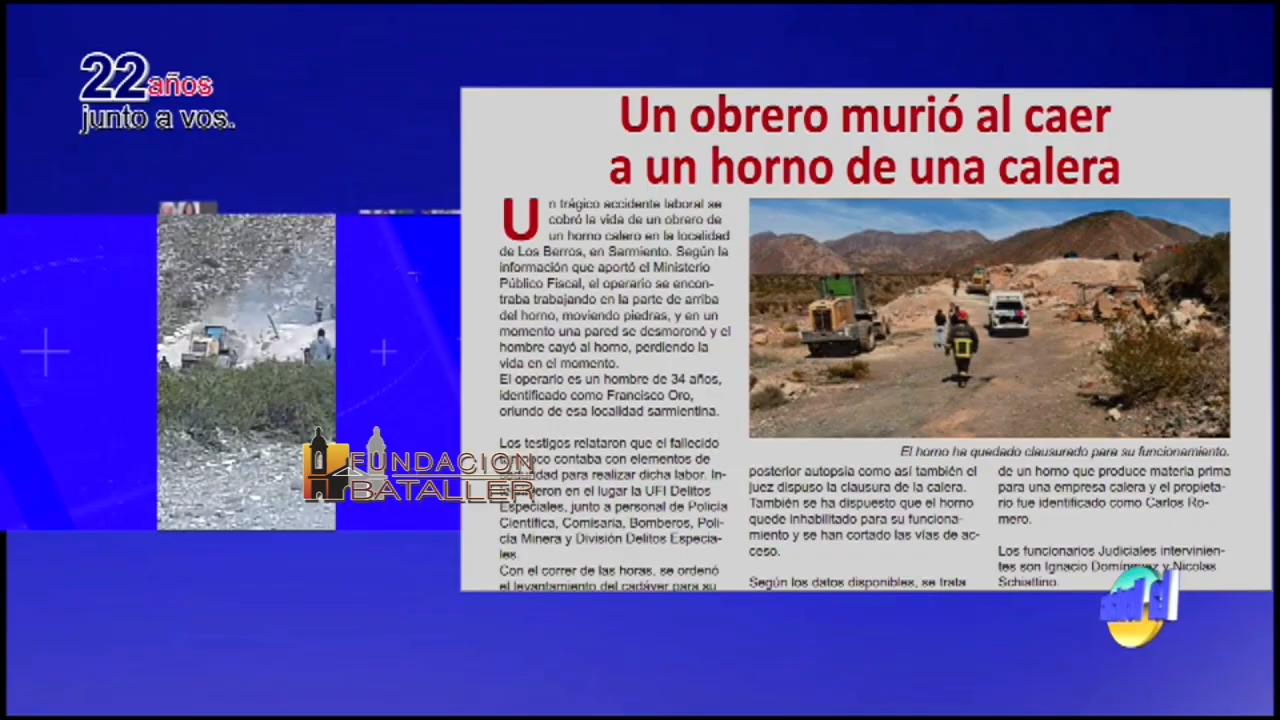 22 años
junto a vos.
Un obrero murió al caer
a un horno de una calera
Un trágico accidente laboral se
cobró la vida de un obrero de
un horno calero en la localidad
de Los Berros, en Sarmiento. Según la
información que aportó el Ministerio
Público Fiscal, el operario se encon-
traba trabajando en la parte de arriba
del horno, moviendo piedras, y en un
momento una pared se desmoronó y el
hombre cayó al horno, perdiendo la
vida en el momento.
El operario es un hombre de 34 años,
identificado como Francisco Oro,
oriundo de esa localidad sarmientina.
Los testigos relataron que el fallecido
contaba con elementos de
para realizar dicha labor. In-
en el lugar la UFI Delitos
Especiales, junto a personal de Policía
Científica, Comisaría, Bomberos, Poli-
cía Minera y División Delitos Especia-
les.
Con el correr de las horas, se ordenó
el levantamiento del cadáver para su
El horno ha quedado clausurado para su funcionamiento.
posterior autopsia como así también el
juez dispuso la clausura de la calera.
También se ha dispuesto que el horno
quede inhabilitado para su funciona-
miento y se han cortado las vías de ac-
ceso.
Según los datos disponibles, se trata
de un horno que produce materia prima
para una empresa calera y el propieta-
rio fue identificado como Carlos Ro-
mero.
Los funcionarios Judiciales intervinien-
tes son Ignacio Domínguez y Nicolas
Schiattino.
FUNDACION
BATALLER